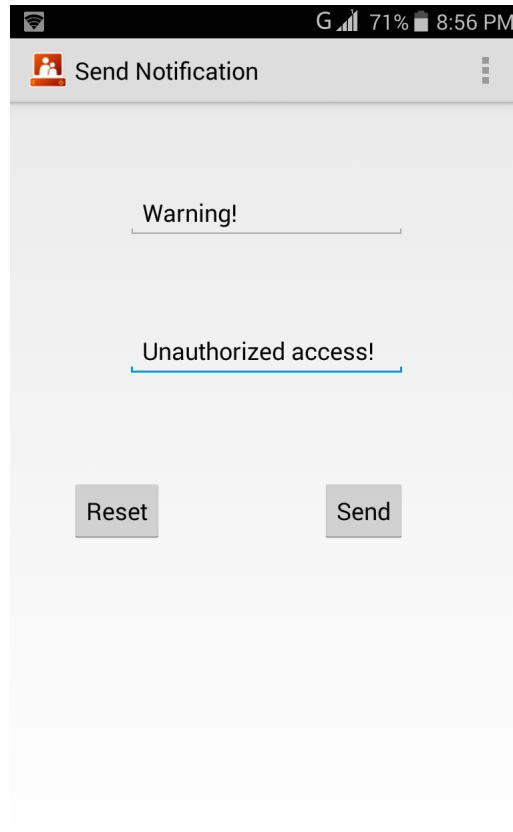 G 71% 8:56 PM
Send Notification
Warning!
Unauthorized access!
Reset Send